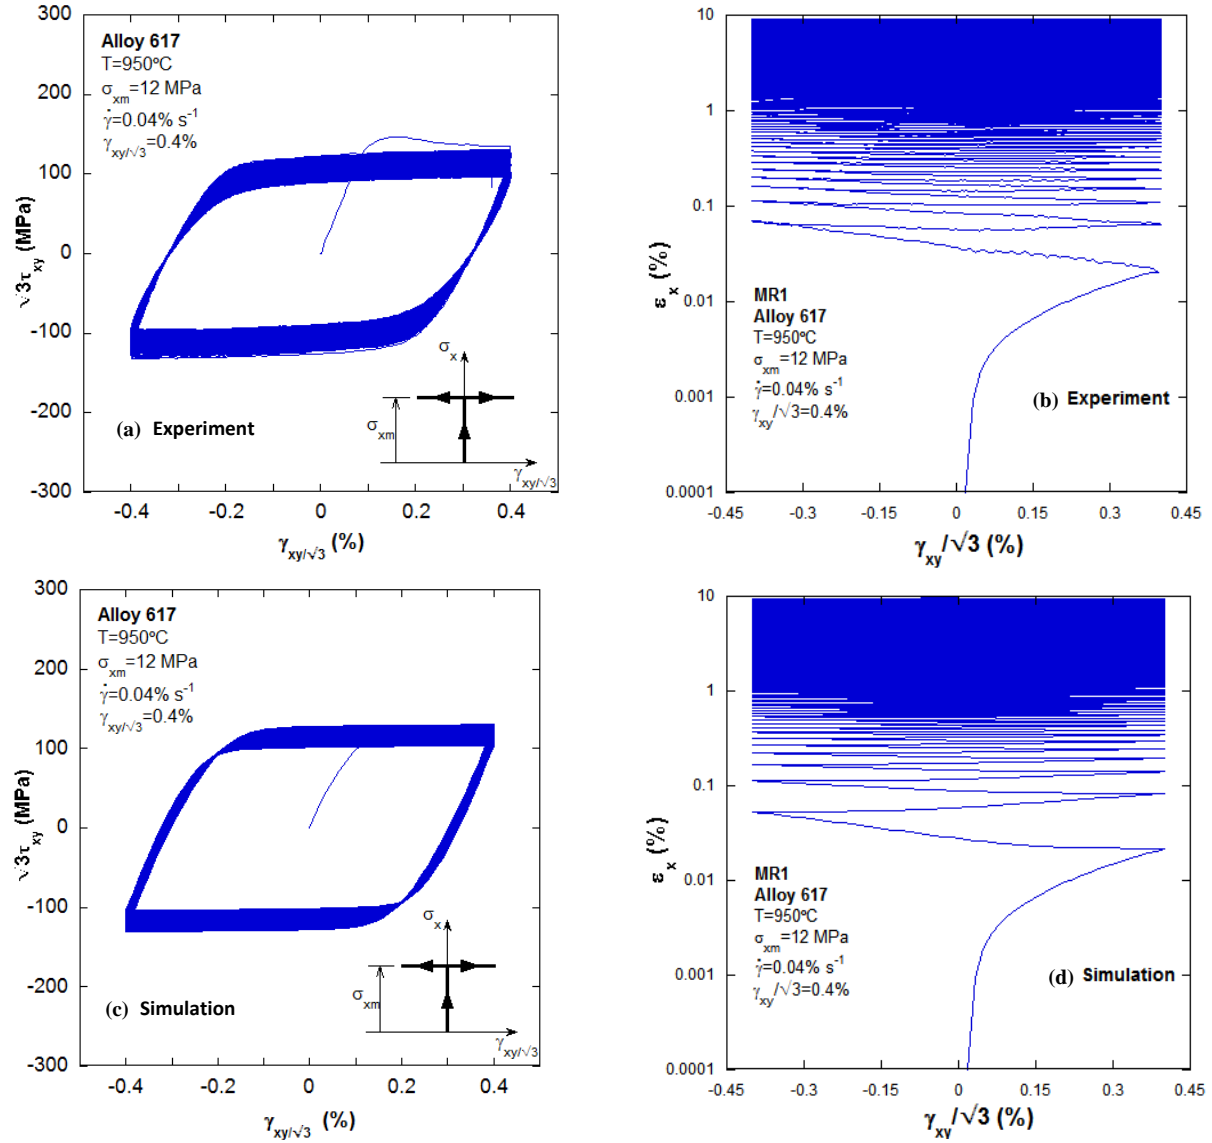 300
200
100
0
-100
-200
-300
√3τxy (MPa)
Alloy 617
T=950ºC
σxm=12 MPa
γ̇=0.04% s-1
γxy/√3=0.4%
σx
σxm
γxy/√3
(a) Experiment
-0.4 -0.2 0 0.2 0.4
γxy/√3 (%)
10
1
0.1
0.01
0.001
0.0001
εx (%)
MR1
Alloy 617
T=950ºC
σxm=12 MPa
γ̇=0.04% s-1
γxy/√3=0.4%
(b) Experiment
-0.45 -0.3 -0.15 0 0.15 0.3 0.45
γxy/√3 (%)
300
200
100
0
-100
-200
-300
√3τxy (MPa)
Alloy 617
T=950ºC
σxm=12 MPa
γ̇=0.04% s-1
γxy/√3=0.4%
σx
σxm
γxy/√3
(c) Simulation
-0.4 -0.2 0 0.2 0.4
γxy/√3 (%)
10
1
0.1
0.01
0.001
0.0001
εx (%)
MR1
Alloy 617
T=950ºC
σxm=12 MPa
γ̇=0.04% s-1
γxy/√3=0.4%
(d) Simulation
-0.45 -0.3 -0.15 0 0.15 0.3 0.45
γxy/√3 (%)